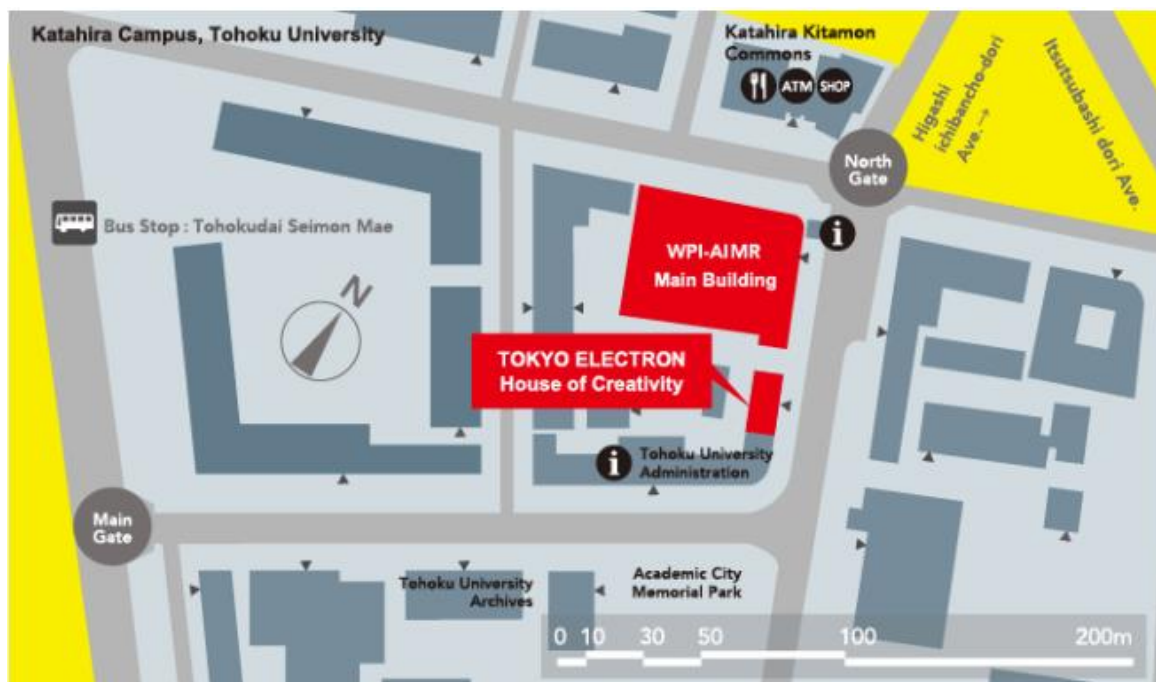 Katahira Campus, Tohoku University
Katahira Kitamon
Commons
ATM
SHOP
Higashi
ichibancho-dori
Ave.→
Itsutsubashi dori Ave.
North
Gate
Bus Stop : Tohokudai Seimon Mae
WPI-AIMR
Main Building
i
N
TOKYO ELECTRON
House of Creativity
i
Tohoku University
Administration
Main
Gate
Tohoku University
Archives
Academic City
Memorial Park
0 10 30 50 100 200m